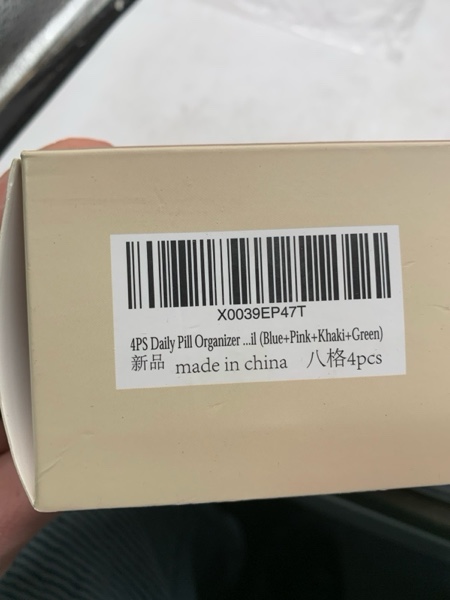 X0039EP47T
4PS Daily Pill Organizer ...il (Blue+Pink+Khaki+Green)
新品 made in china 八格4pcs